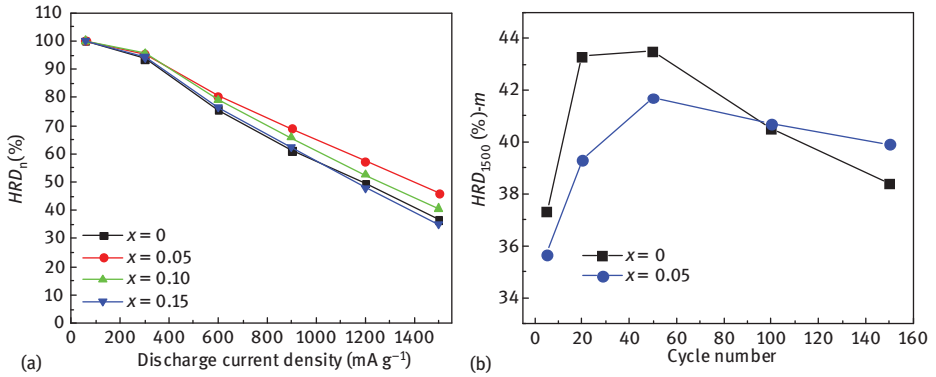 100
90
80
70
60
50
40
35
20
10
0
HRDₙ(%)
x = 0
x = 0.05
x = 0.10
x = 0.15
0 200 400 600 800 1000 1200 1400
Discharge current density (mA g⁻¹)
(a)
44
42
40
38
36
34
HRD₁₅₀₀ (%)-m
x = 0
x = 0.05
0 20 40 60 80 100 120 140 160
Cycle number
(b)